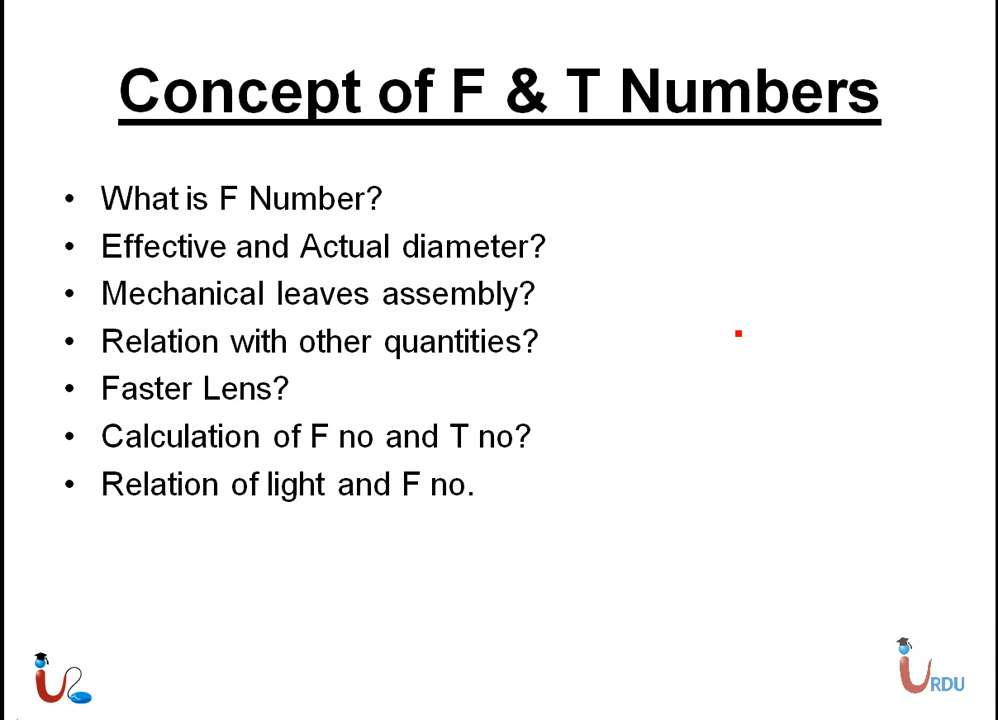 Concept of F & T Numbers
• What is F Number?
• Effective and Actual diameter?
• Mechanical leaves assembly?
• Relation with other quantities?
• Faster Lens?
• Calculation of F no and T no?
• Relation of light and F no.
URDU